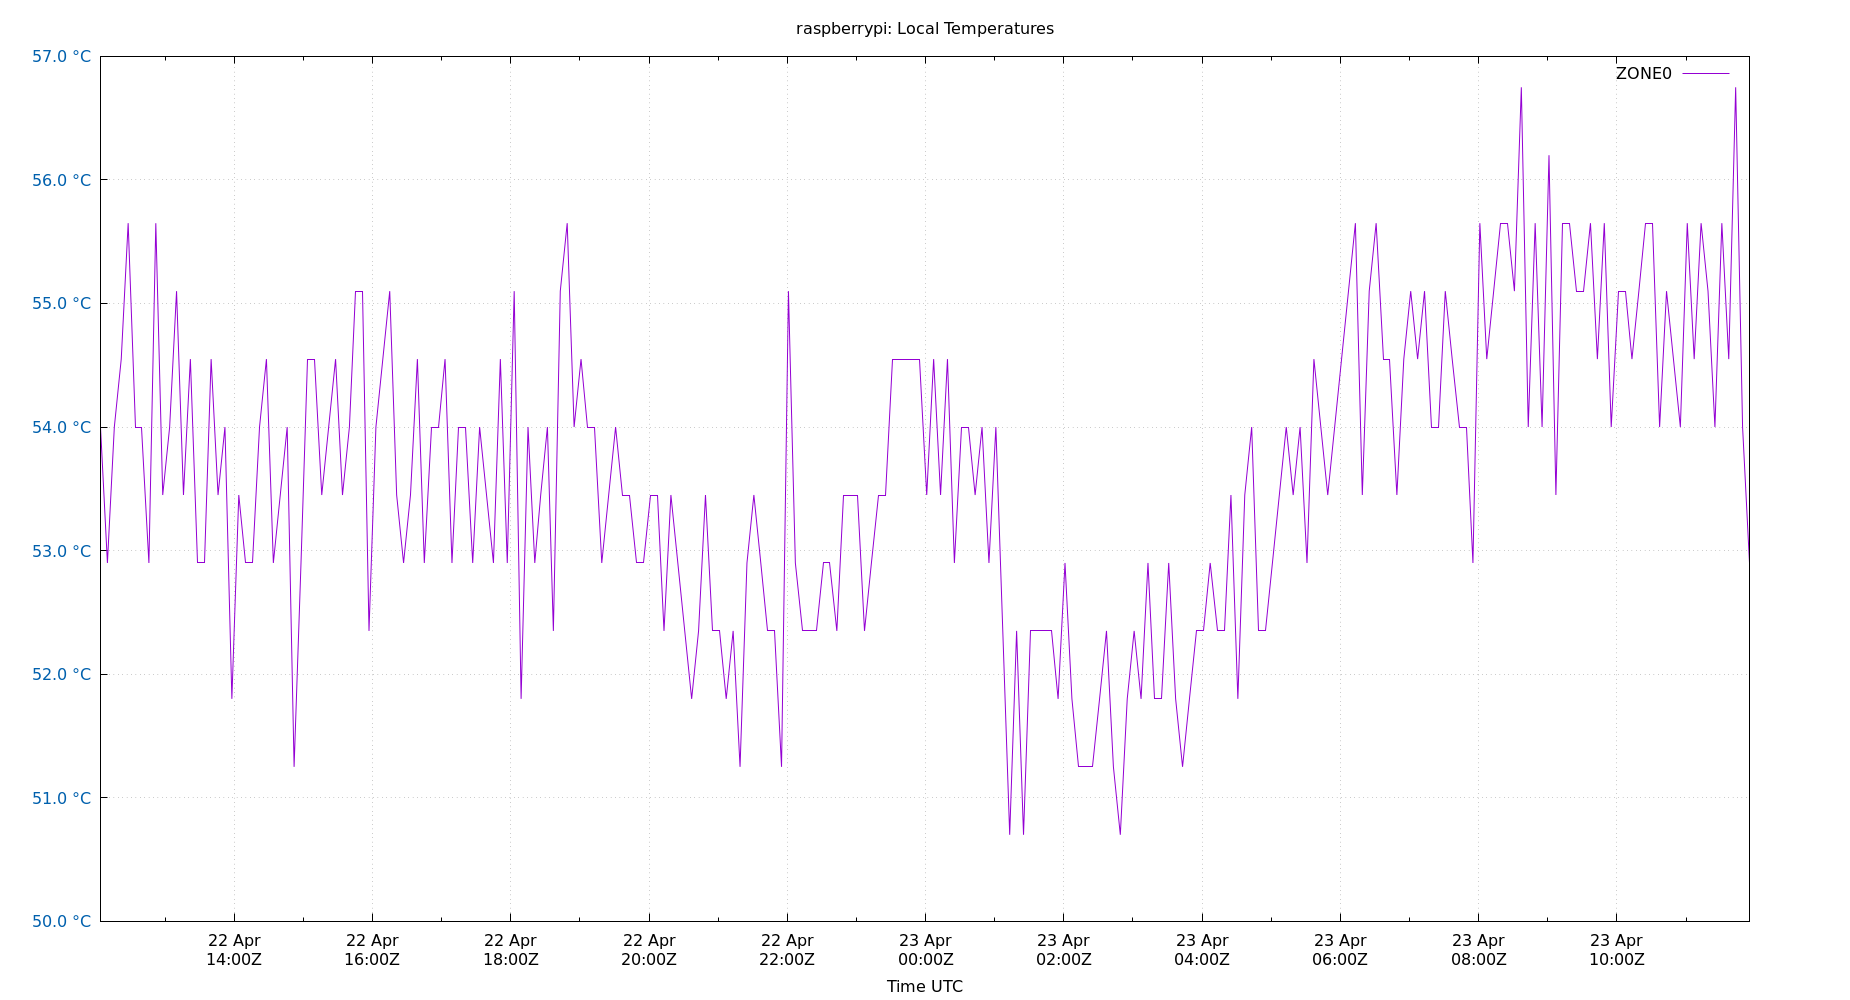 raspberrypi: Local Temperatures
57.0 °C
ZONE0
56.0 °C
55.0 °C
54.0 °C
53.0 °C
52.0 °C
51.0 °C
50.0 °C
22 Apr 22 Apr 22 Apr 22 Apr 22 Apr 23 Apr 23 Apr 23 Apr 23 Apr 23 Apr 23 Apr
14:00Z 16:00Z 18:00Z 20:00Z 22:00Z 00:00Z 02:00Z 04:00Z 06:00Z 08:00Z 10:00Z
Time UTC